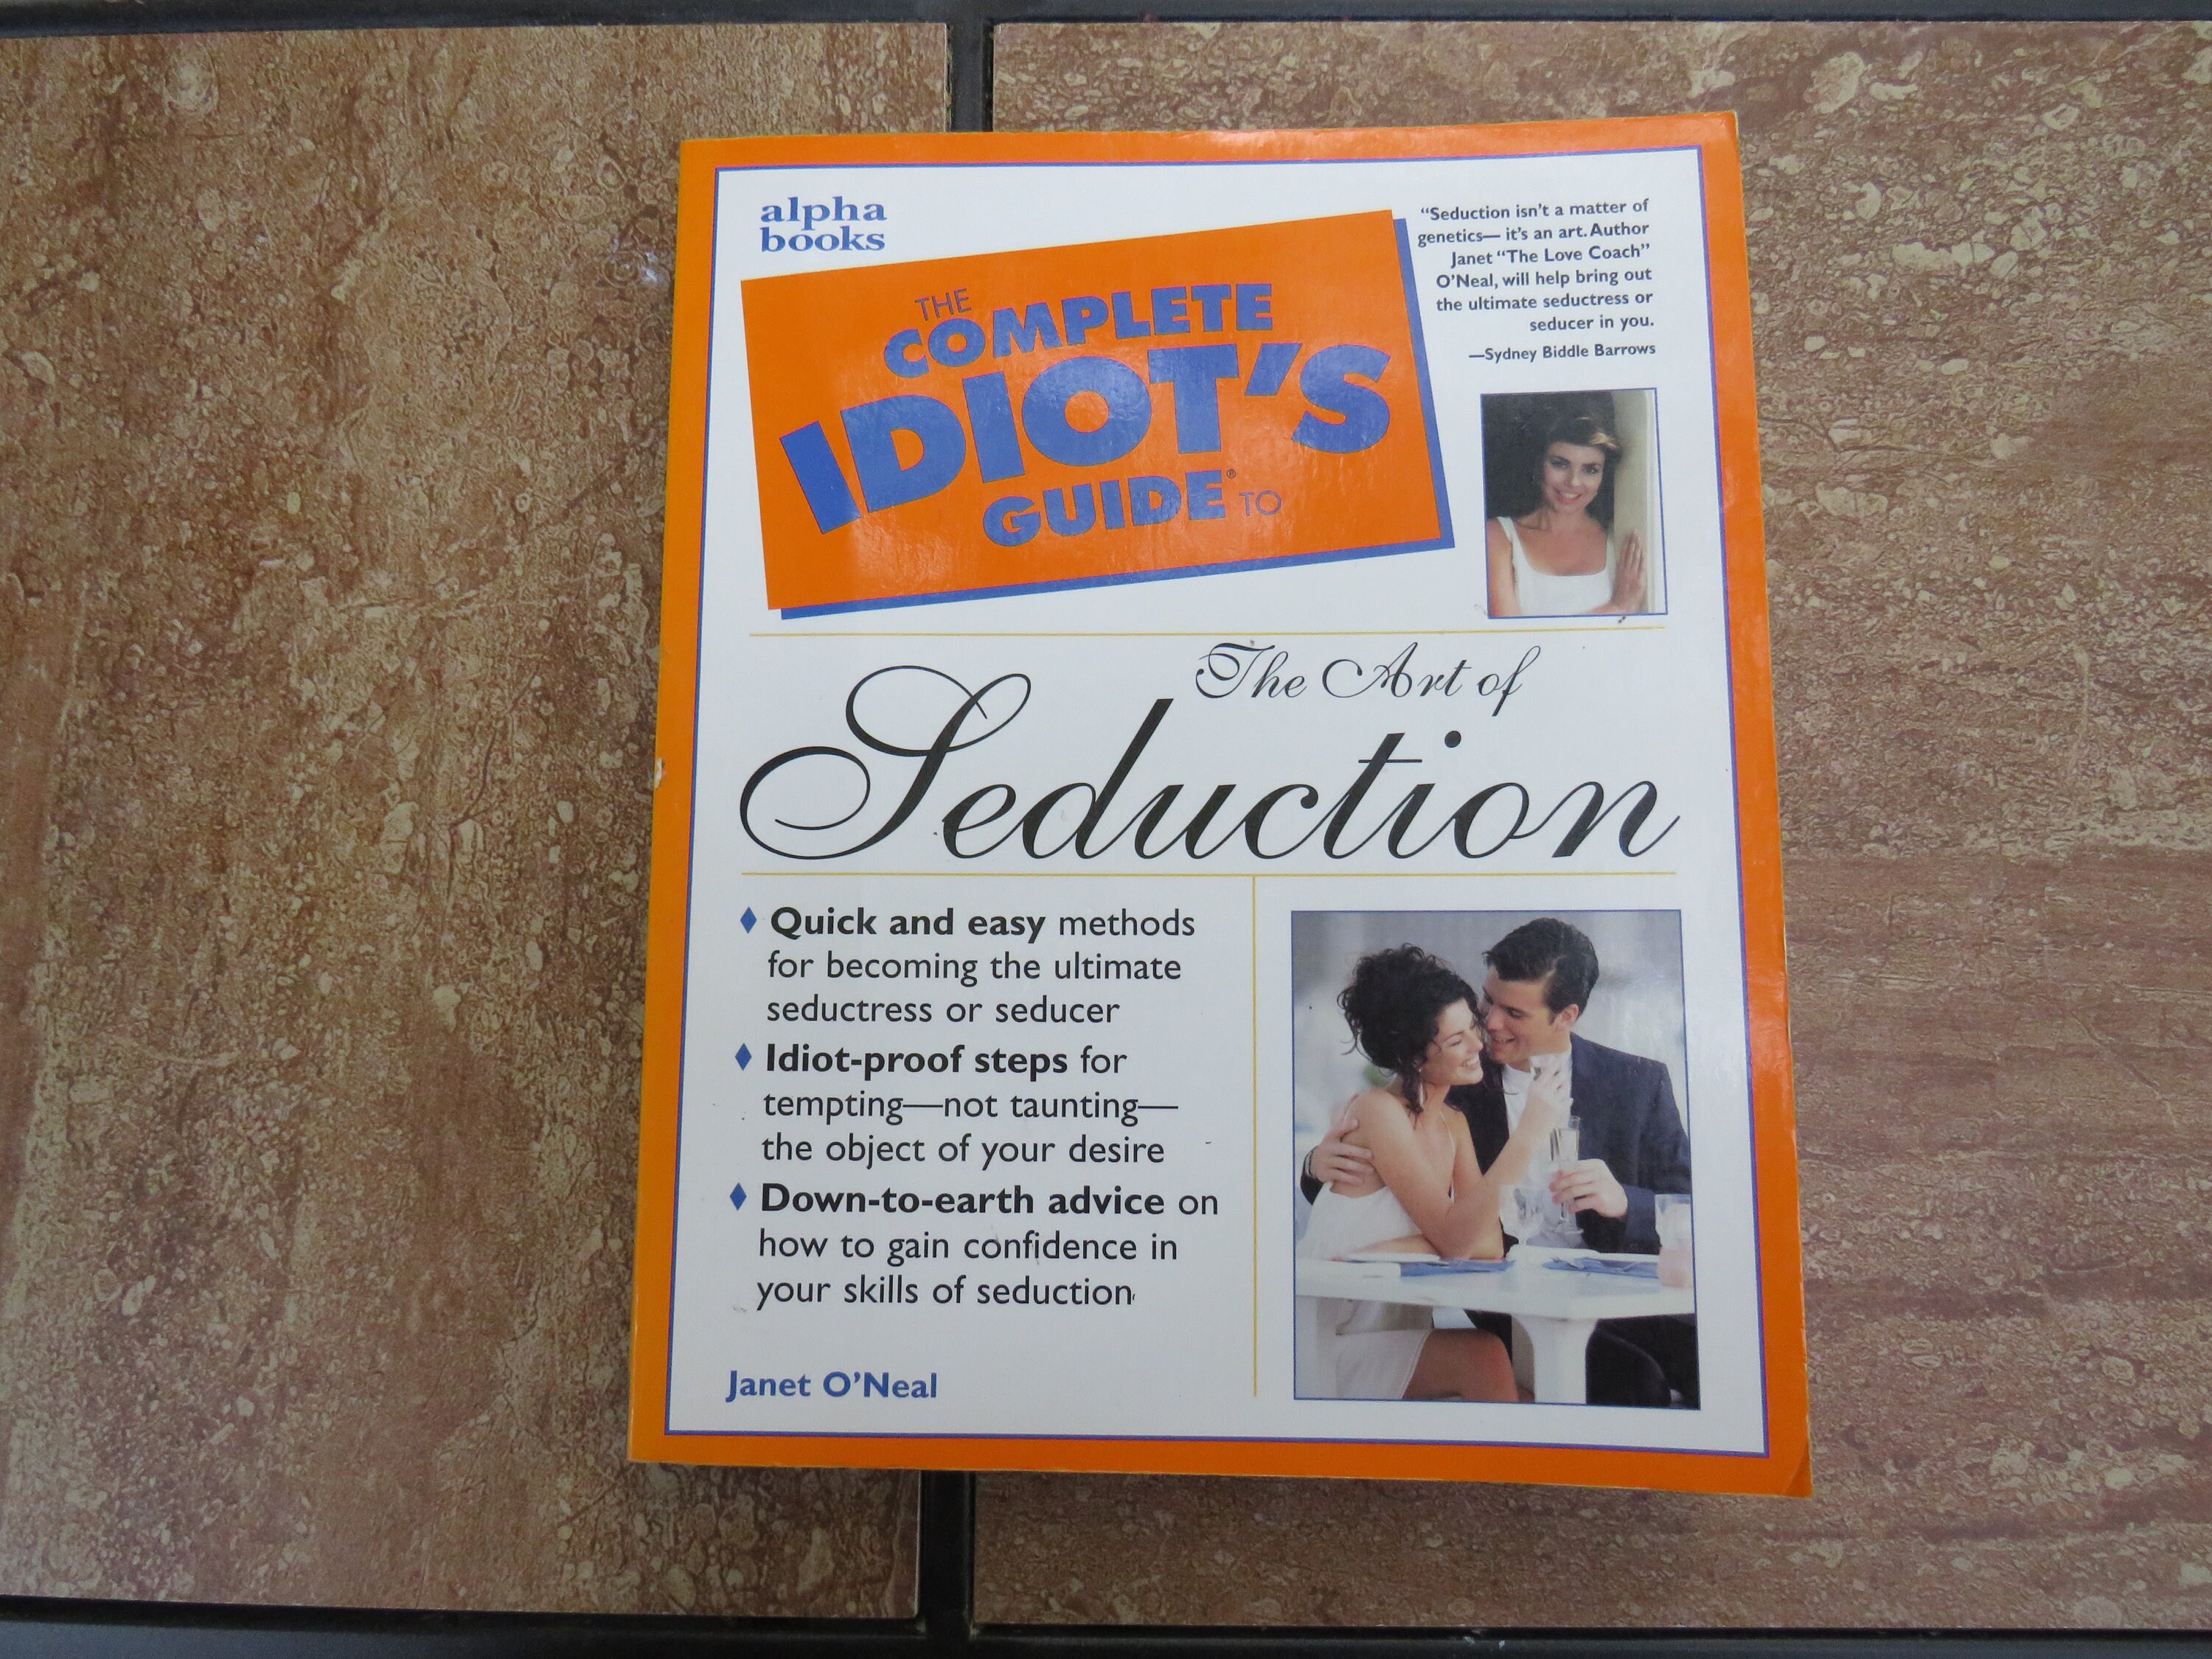 alpha
books
THE
COMPLETE
IDIOT'S
GUIDE® TO
“Seduction isn't a matter of
genetics— it's an art. Author
Janet “The Love Coach”
O'Neal, will help bring out
the ultimate seductress or
seducer in you.
—Sydney Biddle Barrows
The Art of
Seduction
♦ Quick and easy methods
for becoming the ultimate
seductress or seducer
♦ Idiot-proof steps for
tempting—not taunting—
the object of your desire
♦ Down-to-earth advice on
how to gain confidence in
your skills of seduction
Janet O'Neal